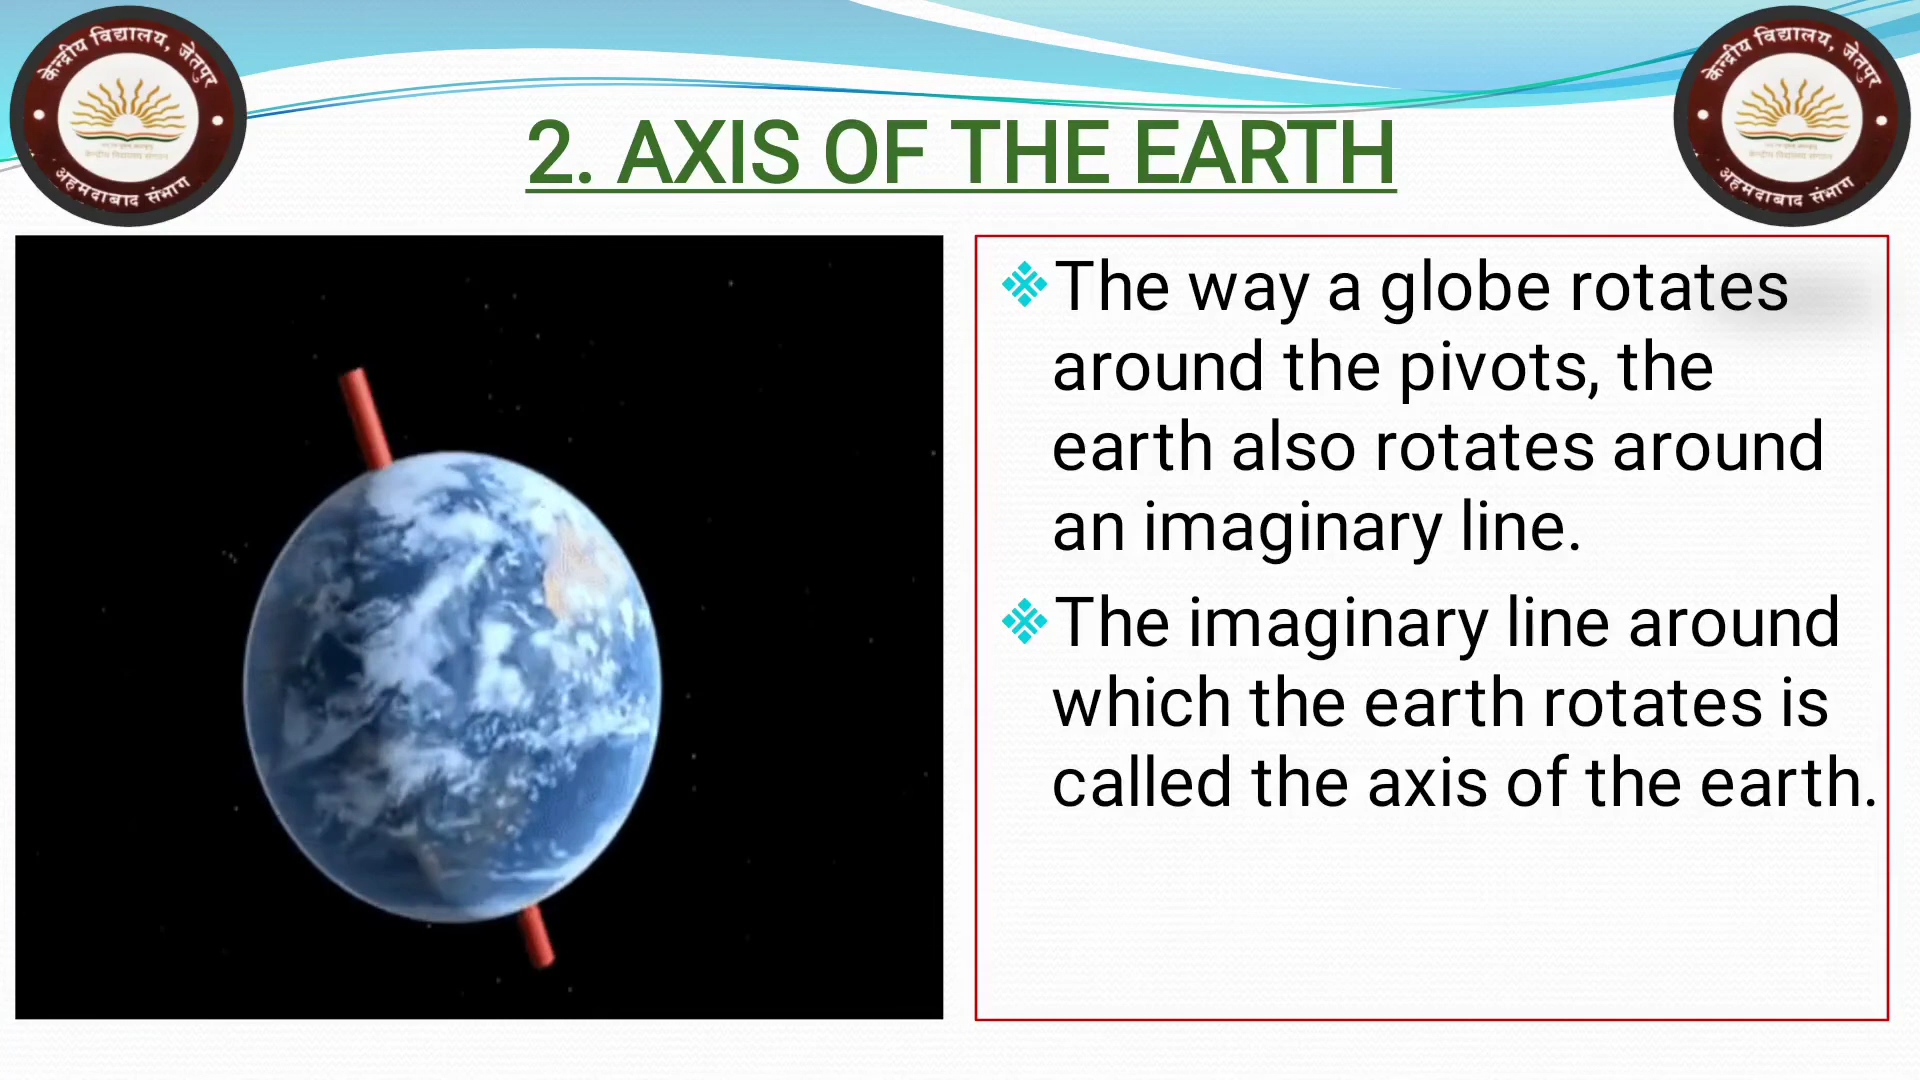 केन्द्रीय विद्यालय, जेतपुर
अहमदाबाद संभाग
केन्द्रीय विद्यालय, जेतपुर
अहमदाबाद संभाग
2. AXIS OF THE EARTH
The way a globe rotates
around the pivots, the
earth also rotates around
an imaginary line.
The imaginary line around
which the earth rotates is
called the axis of the earth.